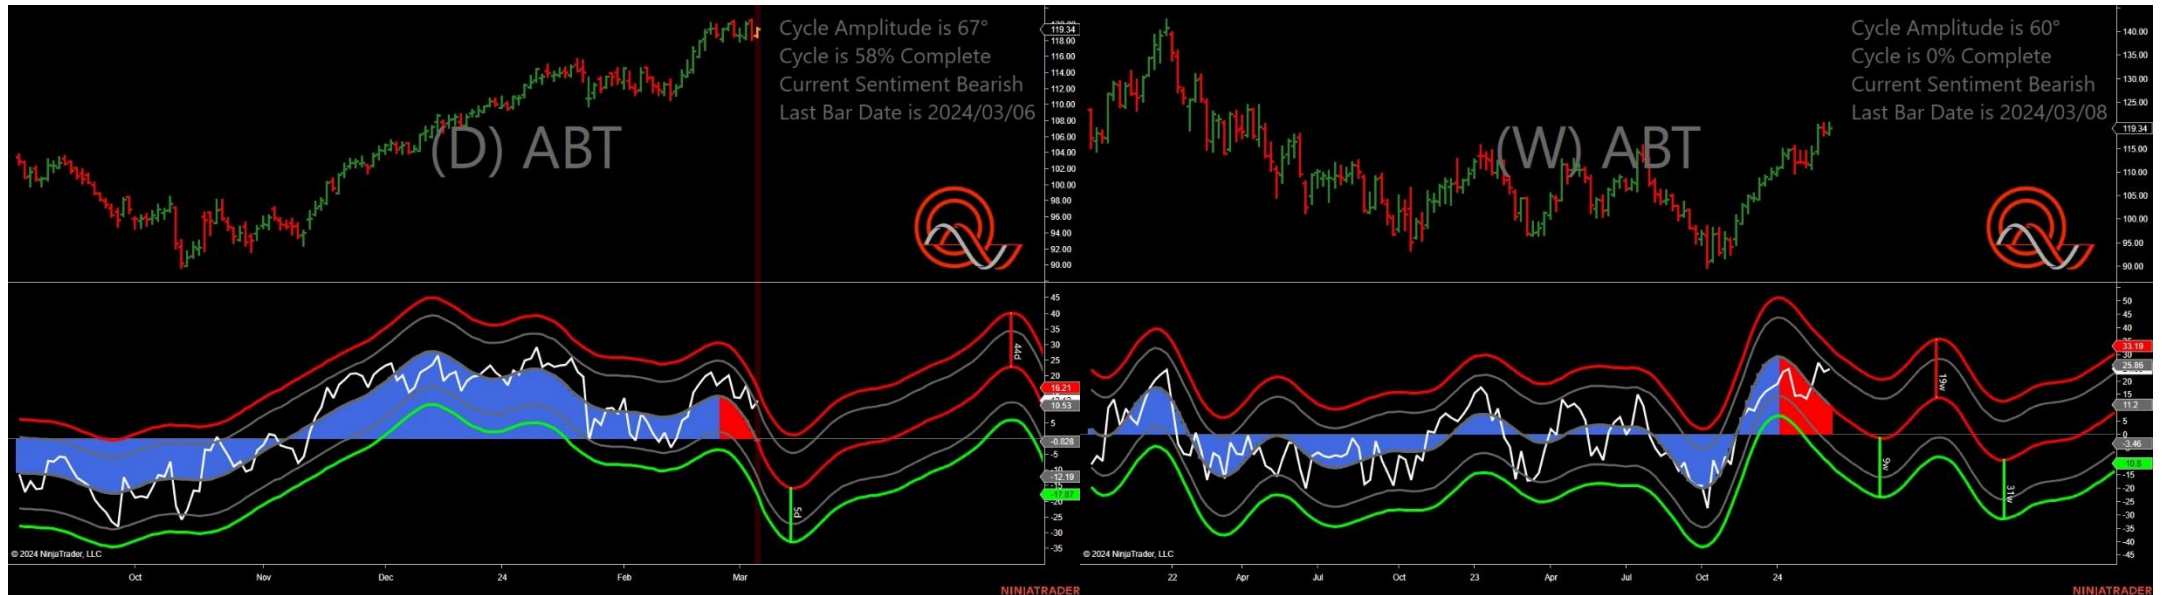 Cycle Amplitude is 67°
Cycle is 58% Complete
Current Sentiment Bearish
Last Bar Date is 2024/03/06
(D) ABT
119.34
118.00
116.00
114.00
112.00
110.00
108.00
106.00
104.00
102.00
100.00
98.00
96.00
94.00
92.00
90.00
45
40
35
30
25
20
16.21
10.53
5
-0.828
-5
-12.19
-15
-17.87
-20
-25
-30
-35
44d
5d
© 2024 NinjaTrader, LLC
Oct
Nov
Dec
24
Feb
Mar
NINJATRADER
Cycle Amplitude is 60°
Cycle is 0% Complete
Current Sentiment Bearish
Last Bar Date is 2024/03/08
(W) ABT
140.00
135.00
130.00
125.00
119.34
115.00
110.00
105.00
100.00
95.00
90.00
50
45
40
33.19
30
25.86
20
15
11.2
5
0
-3.46
-10.8
-15
-20
-25
-30
-35
-40
-45
19w
9w
31w
© 2024 NinjaTrader, LLC
22
Apr
Jul
Oct
23
Apr
Jul
Oct
24
NINJATRADER